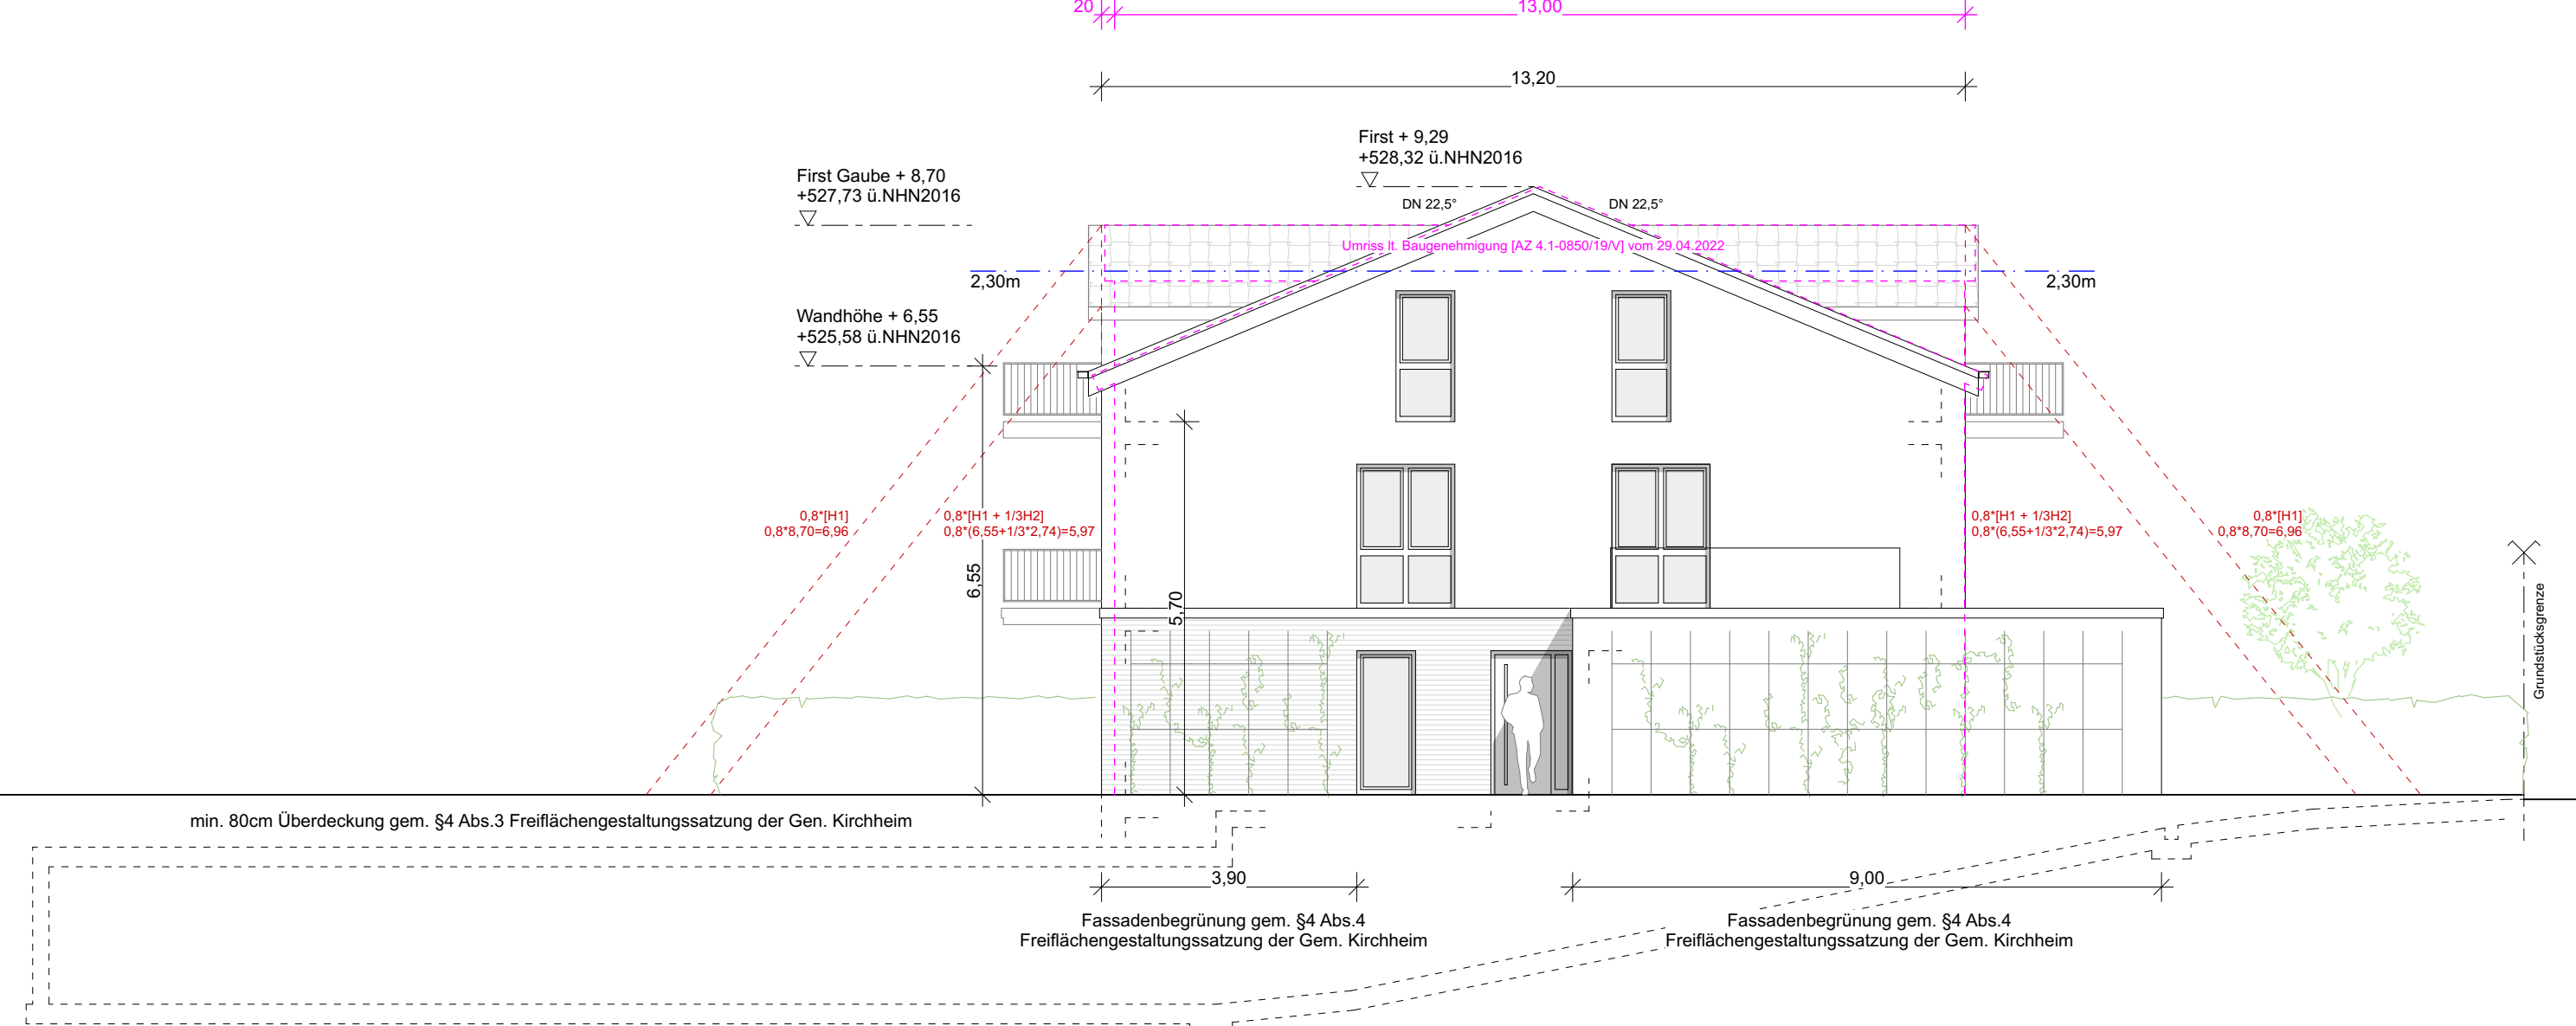 20
13,00
13,20
First + 9,29
+528,32 ü.NHN2016
First Gaube + 8,70
+527,73 ü.NHN2016
DN 22,5°
DN 22,5°
Umriss lt. Baugenehmigung [AZ 4.1-0850/19/V] vom 29.04.2022
2,30m
2,30m
Wandhöhe + 6,55
+525,58 ü.NHN2016
0,8*[H1]
0,8*8,70=6,96
0,8*[H1 + 1/3H2]
0,8*(6,55+1/3*2,74)=5,97
0,8*[H1 + 1/3H2]
0,8*(6,55+1/3*2,74)=5,97
0,8*[H1]
0,8*8,70=6,96
6,55
5,70
Grundstücksgrenze
min. 80cm Überdeckung gem. §4 Abs.3 Freiflächengestaltungssatzung der Gen. Kirchheim
3,90
9,00
Fassadenbegrünung gem. §4 Abs.4
Freiflächengestaltungssatzung der Gem. Kirchheim
Fassadenbegrünung gem. §4 Abs.4
Freiflächengestaltungssatzung der Gem. Kirchheim